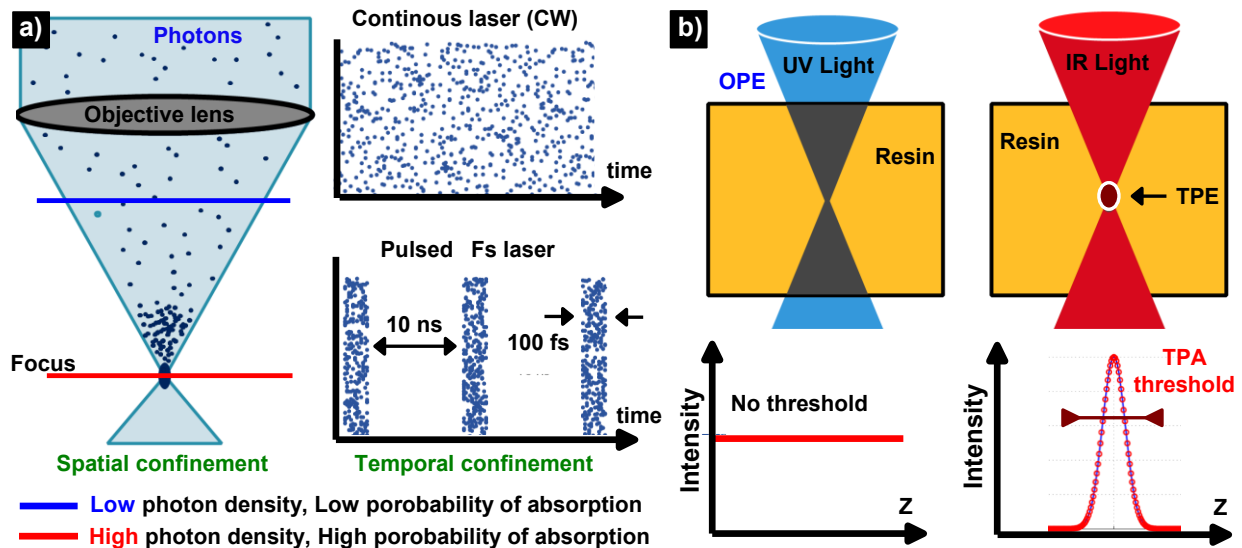 a)
Photons
Objective lens
Focus
Spatial confinement
Continous laser (CW)
time
Pulsed Fs laser
10 ns
100 fs
time
Temporal confinement
Low photon density, Low porobability of absorption
High photon density, High porobability of absorption
b)
UV Light
OPE
Resin
IR Light
Resin
TPE
Intensity
No threshold
Z
Intensity
TPA
threshold
Z